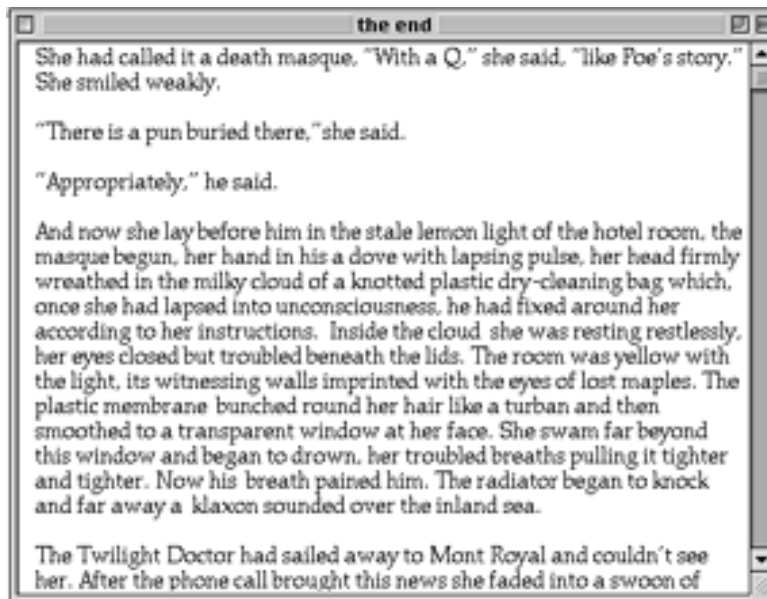 the end
She had called it a death masque, "With a Q," she said, "like Poe's story."
She smiled weakly.
"There is a pun buried there,"she said.
"Appropriately," he said.
And now she lay before him in the stale lemon light of the hotel room, the
masque begun, her hand in his a dove with lapsing pulse, her head firmly
wreathed in the milky cloud of a knotted plastic dry-cleaning bag which,
once she had lapsed into unconsciousness, he had fixed around her
according to her instructions. Inside the cloud she was resting restlessly,
her eyes closed but troubled beneath the lids. The room was yellow with
the light, its witnessing walls imprinted with the eyes of lost maples. The
plastic membrane bunched round her hair like a turban and then
smoothed to a transparent window at her face. She swam far beyond
this window and began to drown, her troubled breaths pulling it tighter
and tighter. Now his breath pained him. The radiator began to knock
and far away a klaxon sounded over the inland sea.
The Twilight Doctor had sailed away to Mont Royal and couldn't see
her. After the phone call brought this news she faded into a swoon of